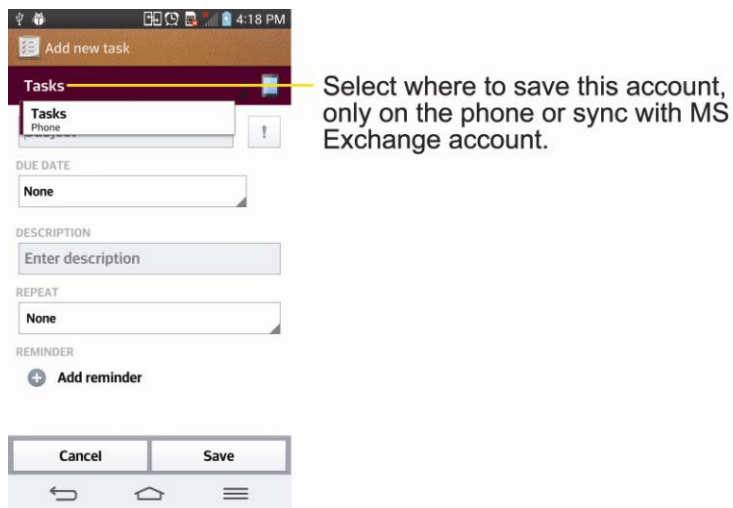 4:18 PM
Add new task
Tasks
Tasks
Phone
Subject
!
DUE DATE
None
DESCRIPTION
Enter description
REPEAT
None
REMINDER
Add reminder
Cancel
Save
Select where to save this account,
only on the phone or sync with MS
Exchange account.